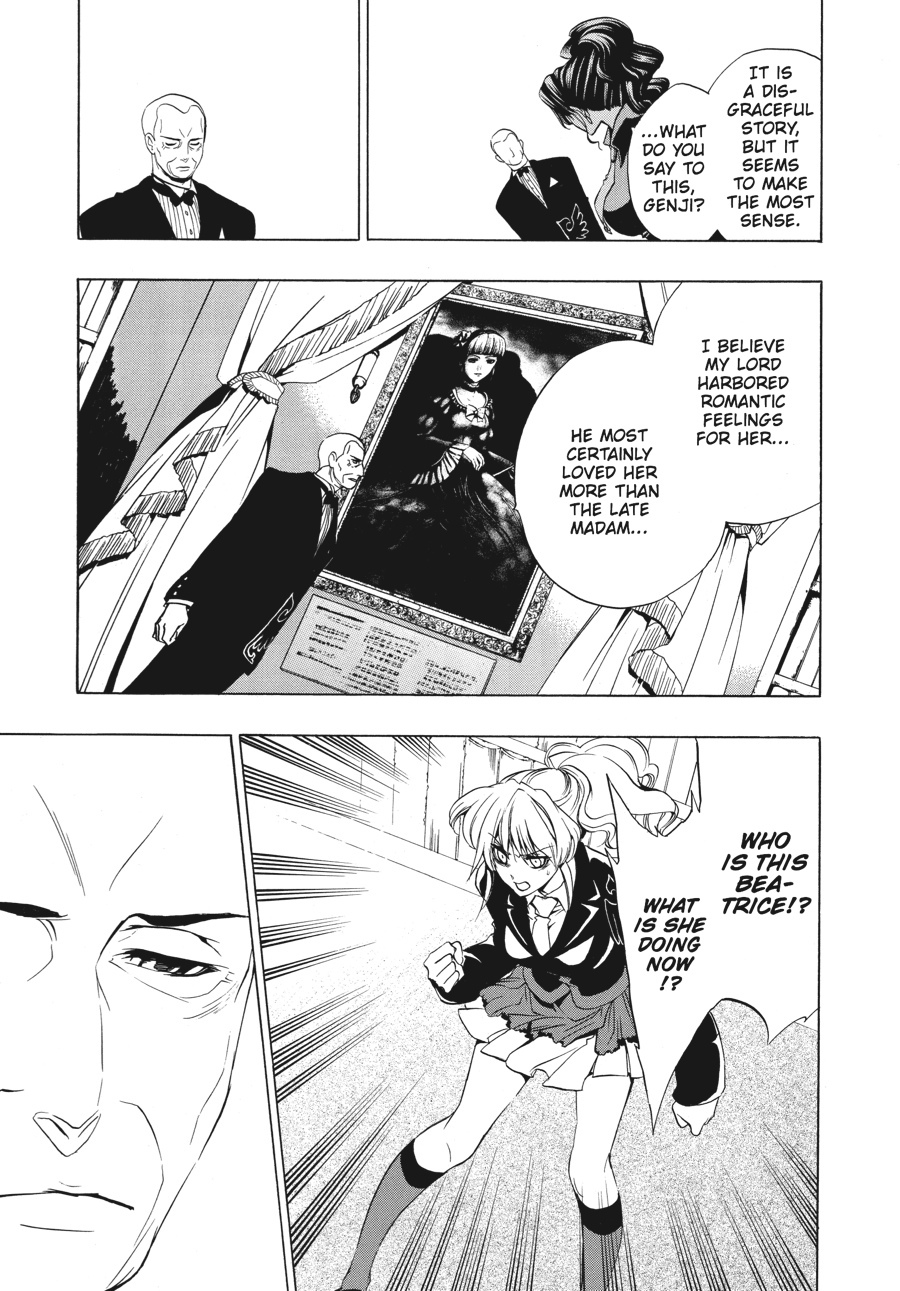 IT IS
A DIS-
GRACEFUL
STORY,
BUT IT
SEEMS
TO MAKE
THE MOST
SENSE.
...WHAT
DO YOU
SAY TO
THIS,
GENJI?
I BELIEVE
MY LORD
HARBORED
ROMANTIC
FEELINGS
FOR HER...
HE MOST
CERTAINLY
LOVED HER
MORE THAN
THE LATE
MADAM...
WHO
IS THIS
BEA-
TRICE!?
WHAT
IS SHE
DOING
NOW
!?